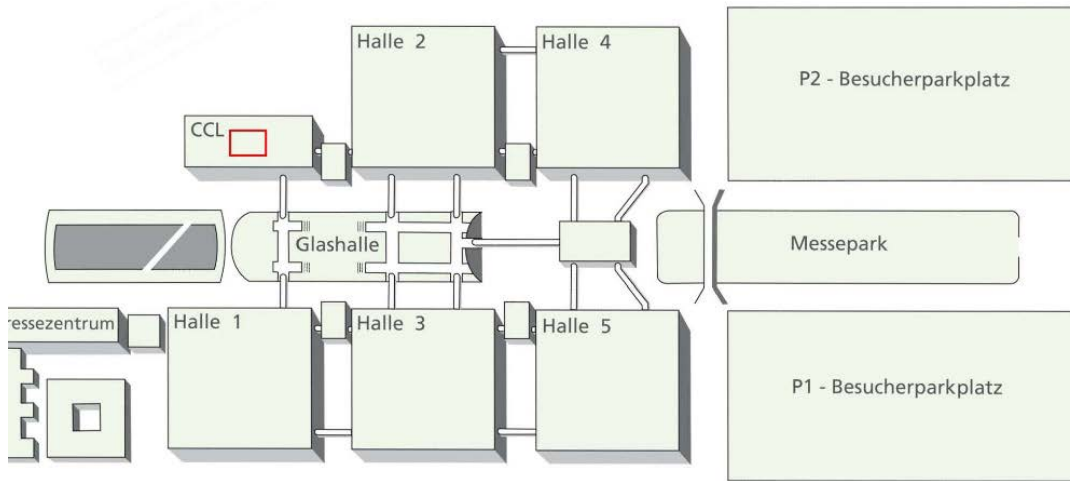 Halle 2
Halle 4
P2 - Besucherparkplatz
CCL
Glashalle
Messepark
ressezentrum
Halle 1
Halle 3
Halle 5
P1 - Besucherparkplatz